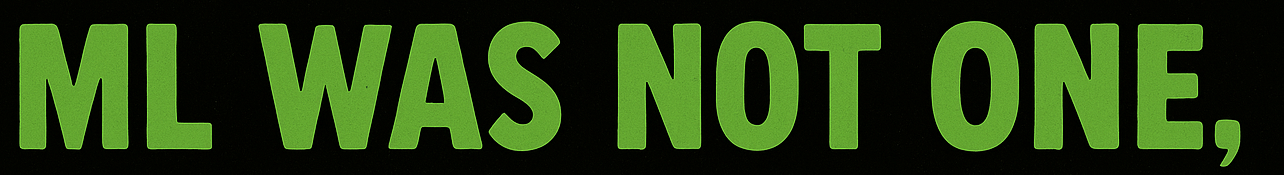 ML WAS NOT ONE,